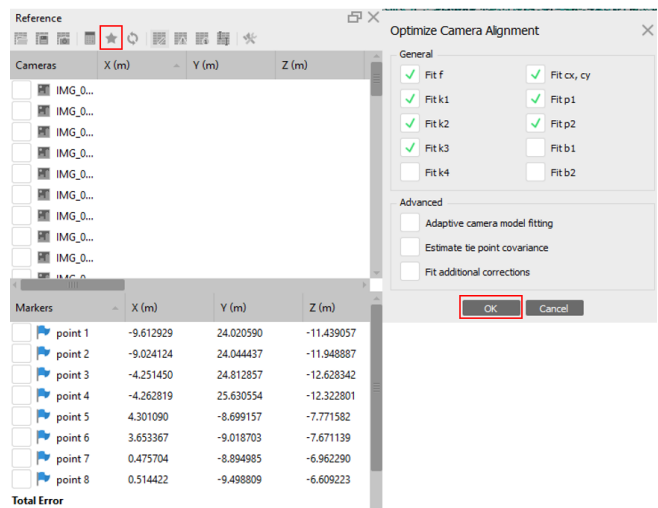 Reference
Cameras X (m) Y (m) Z (m)
IMG_0...
IMG_0...
IMG_0...
IMG_0...
IMG_0...
IMG_0...
IMG_0...
IMG_0...
IMG_0...
Markers X (m) Y (m) Z (m)
point 1 -9.612929 24.020590 -11.439057
point 2 -9.024124 24.044437 -11.948887
point 3 -4.251450 24.812857 -12.628342
point 4 -4.262819 25.630554 -12.322801
point 5 4.301090 -8.699157 -7.771582
point 6 3.653367 -9.018703 -7.671139
point 7 0.475704 -8.894985 -6.962290
point 8 0.514422 -9.498809 -6.609223
Total Error
Optimize Camera Alignment
General
Fit f Fit cx, cy
Fit k1 Fit p1
Fit k2 Fit p2
Fit k3 Fit b1
Fit k4 Fit b2
Advanced
Adaptive camera model fitting
Estimate tie point covariance
Fit additional corrections
OK Cancel